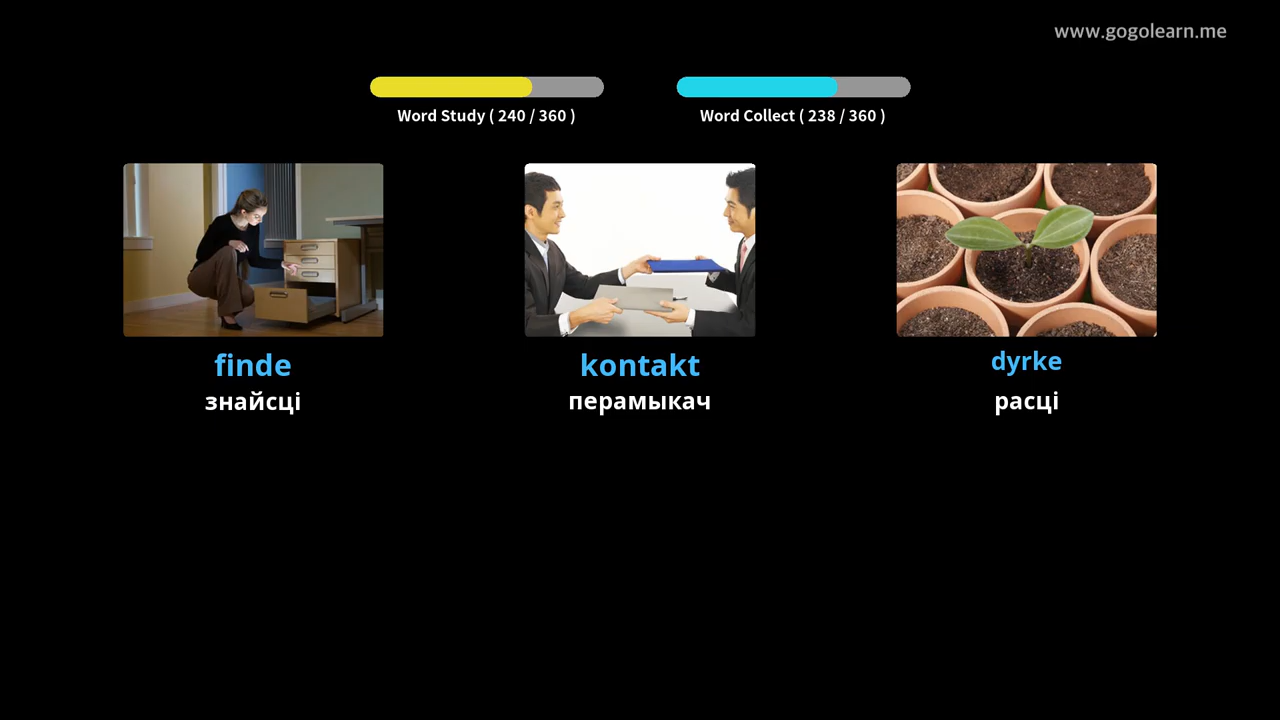 www.gogolearn.me
Word Study ( 240 / 360 )
Word Collect ( 238 / 360 )
finde
kontakt
dyrke
знайсці
перамыкач
расці